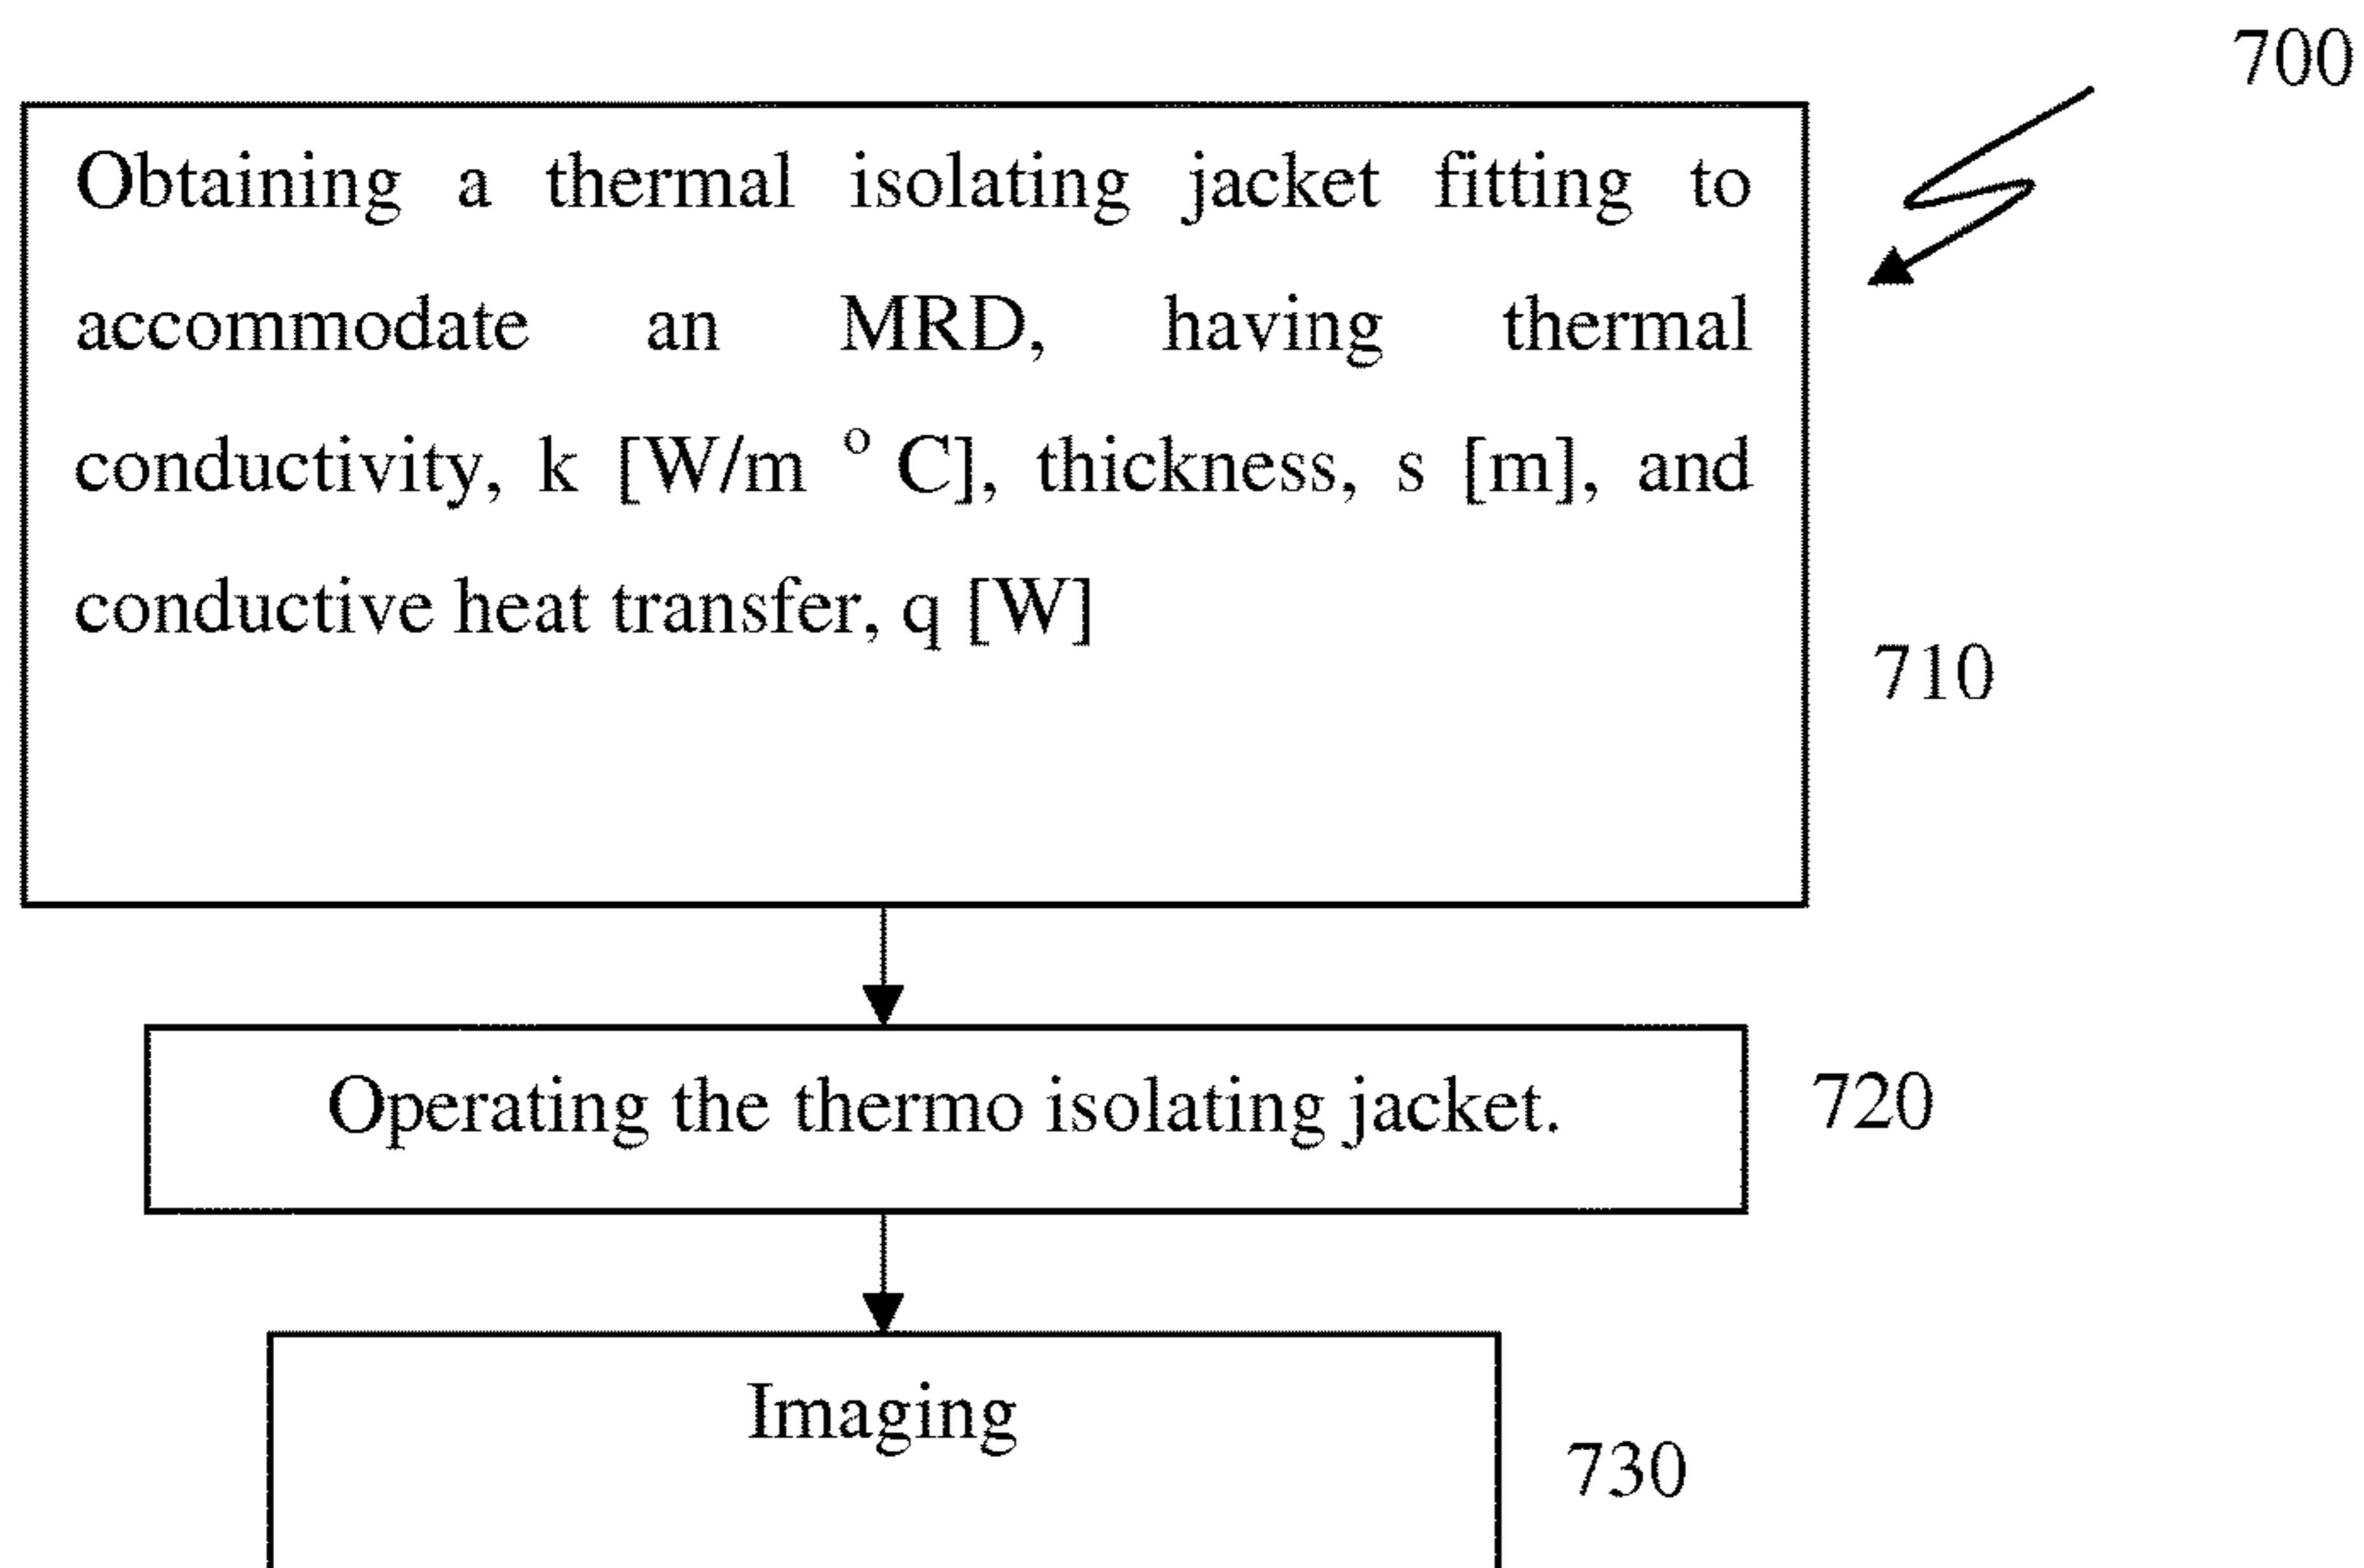 700
Obtaining a thermal isolating jacket fitting to
accommodate an MRD, having thermal
conductivity, k [W/m ° C], thickness, s [m], and
conductive heat transfer, q [W]
710
Operating the thermo isolating jacket.
720
Imaging
730